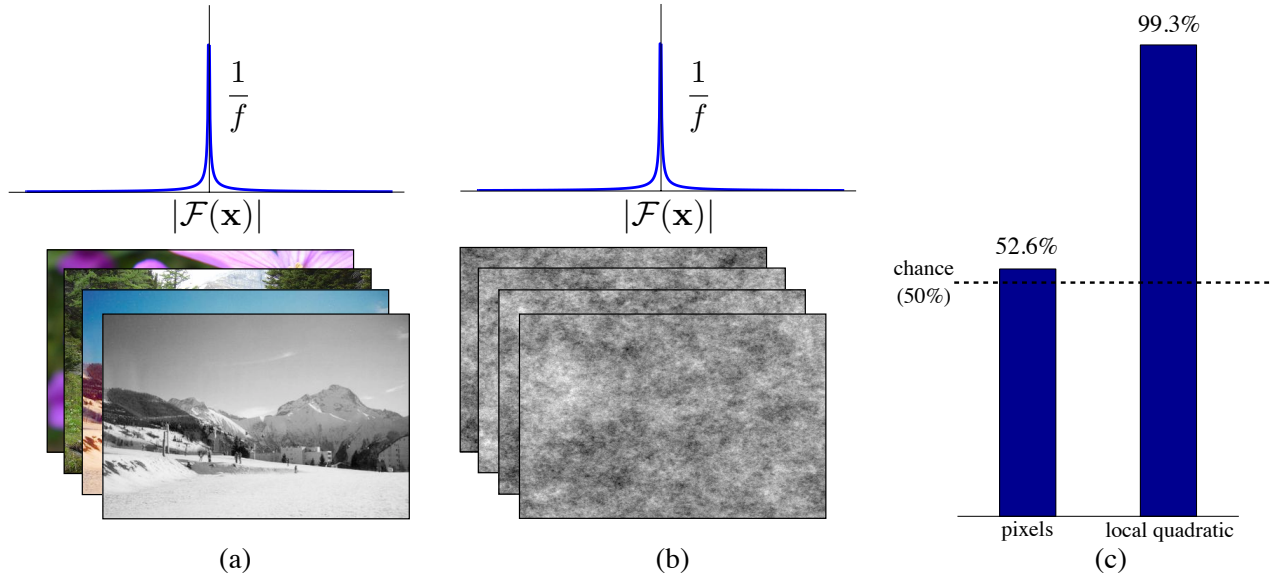 1
f
|F(x)|
(a)
1
f
|F(x)|
(b)
99.3%
52.6%
chance
(50%)
pixels
local quadratic
(c)